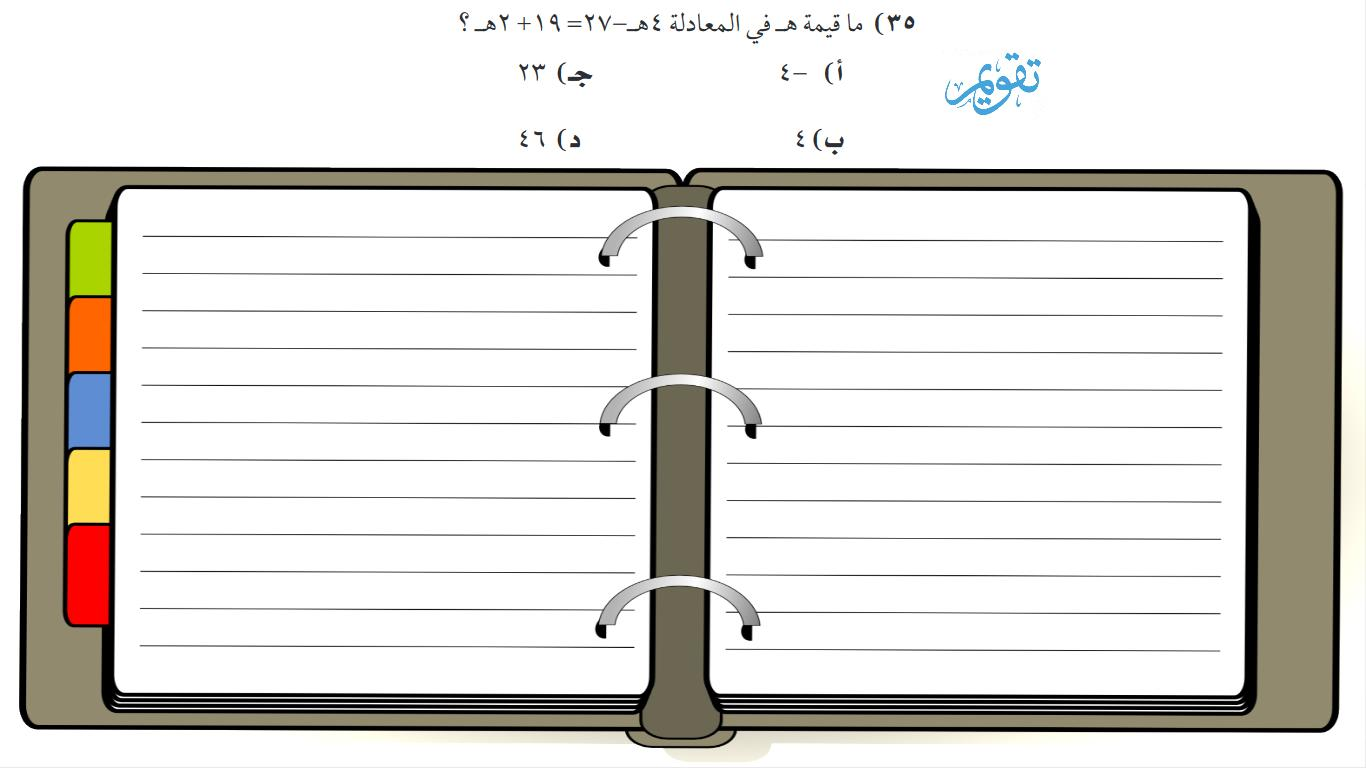 ٣٥) ما قيمة هـ في المعادلة ٤هـ–٢٧= ١٩+ ٢هـ ؟
أ) –٤
جـ) ٢٣
تقويم
ب) ٤
د) ٤٦